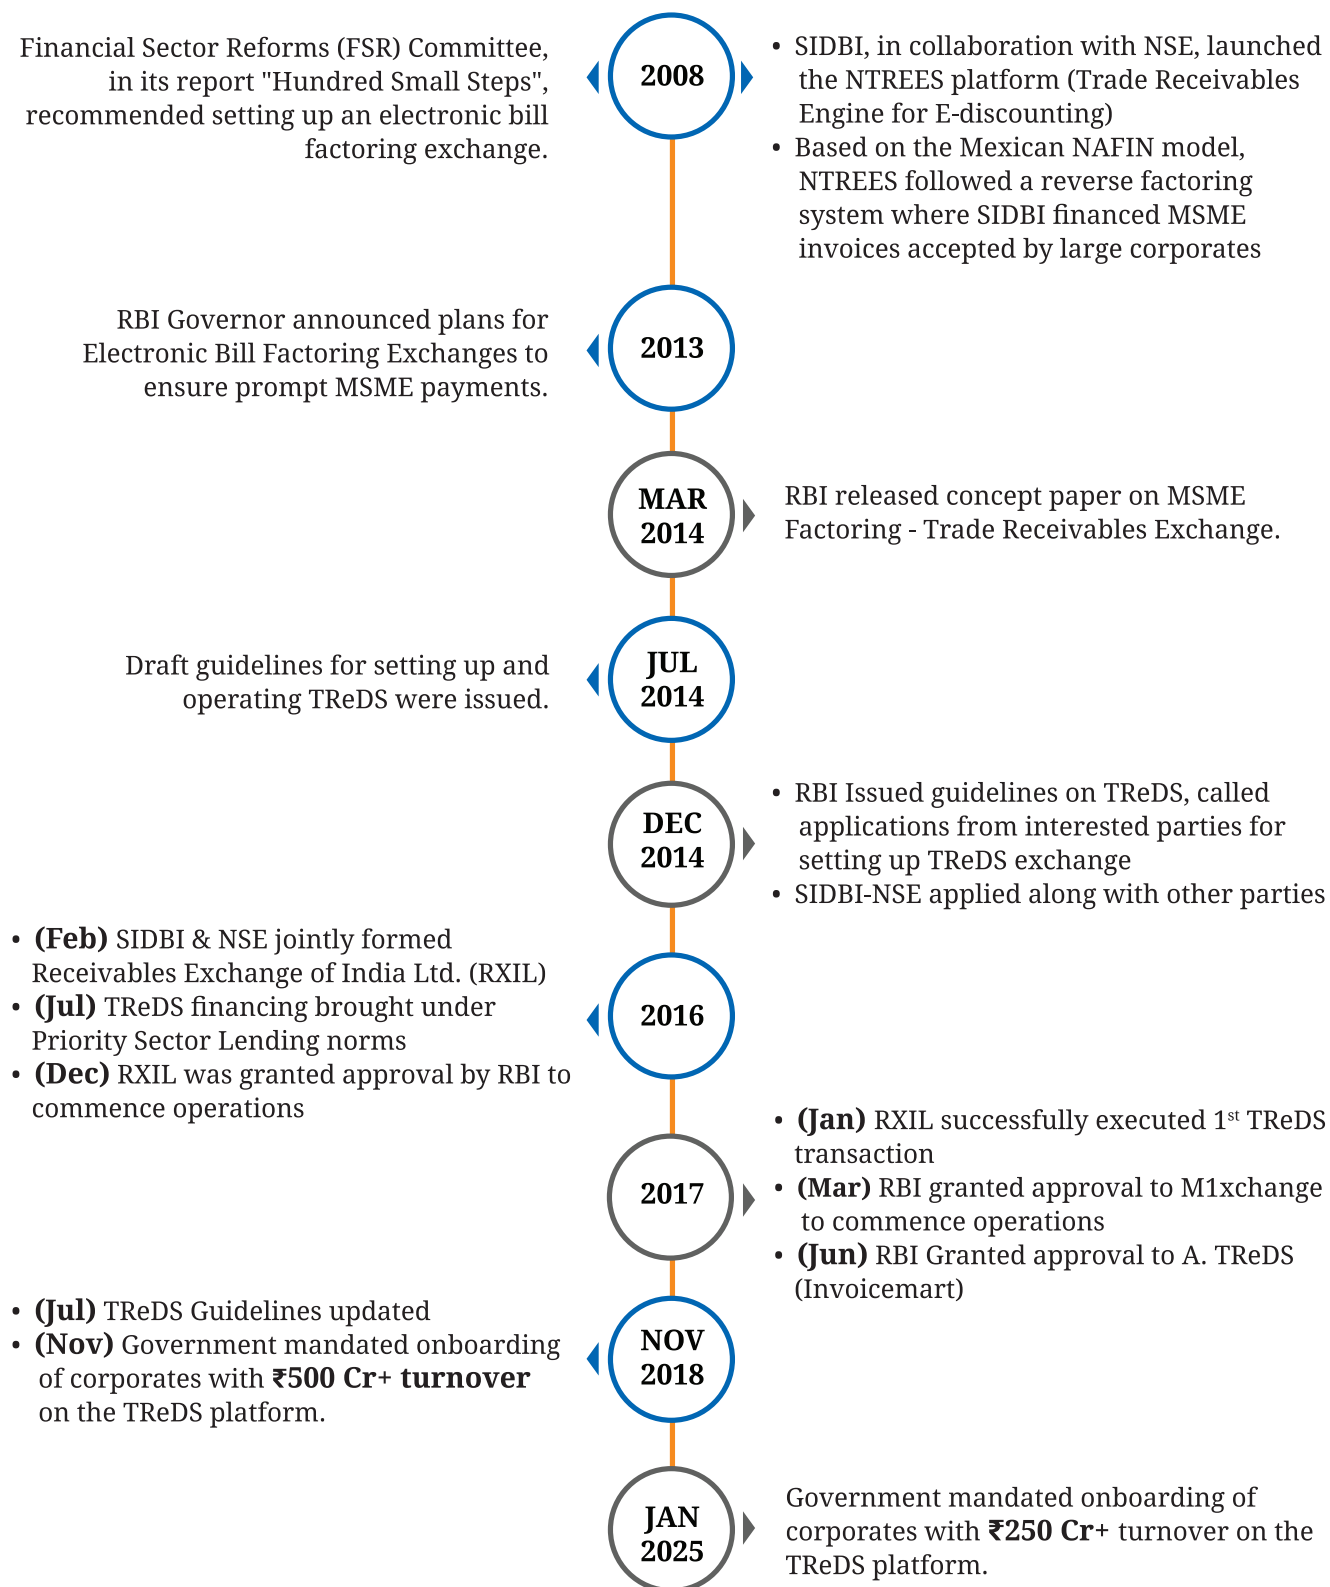 Financial Sector Reforms (FSR) Committee,
in its report "Hundred Small Steps",
recommended setting up an electronic bill
factoring exchange.
2008
• SIDBI, in collaboration with NSE, launched
the NTREES platform (Trade Receivables
Engine for E-discounting)
• Based on the Mexican NAFIN model,
NTREES followed a reverse factoring
system where SIDBI financed MSME
invoices accepted by large corporates
RBI Governor announced plans for
Electronic Bill Factoring Exchanges to
ensure prompt MSME payments.
2013
MAR
2014
RBI released concept paper on MSME
Factoring - Trade Receivables Exchange.
Draft guidelines for setting up and
operating TReDS were issued.
JUL
2014
DEC
2014
• RBI Issued guidelines on TReDS, called
applications from interested parties for
setting up TReDS exchange
• SIDBI-NSE applied along with other parties
• (Feb) SIDBI & NSE jointly formed
Receivables Exchange of India Ltd. (RXIL)
• (Jul) TReDS financing brought under
Priority Sector Lending norms
• (Dec) RXIL was granted approval by RBI to
commence operations
2016
2017
• (Jan) RXIL successfully executed 1st TReDS
transaction
• (Mar) RBI granted approval to M1xchange
to commence operations
• (Jun) RBI Granted approval to A. TReDS
(Invoicemart)
• (Jul) TReDS Guidelines updated
• (Nov) Government mandated onboarding
of corporates with ₹500 Cr+ turnover
on the TReDS platform.
NOV
2018
JAN
2025
Government mandated onboarding of
corporates with ₹250 Cr+ turnover on the
TReDS platform.